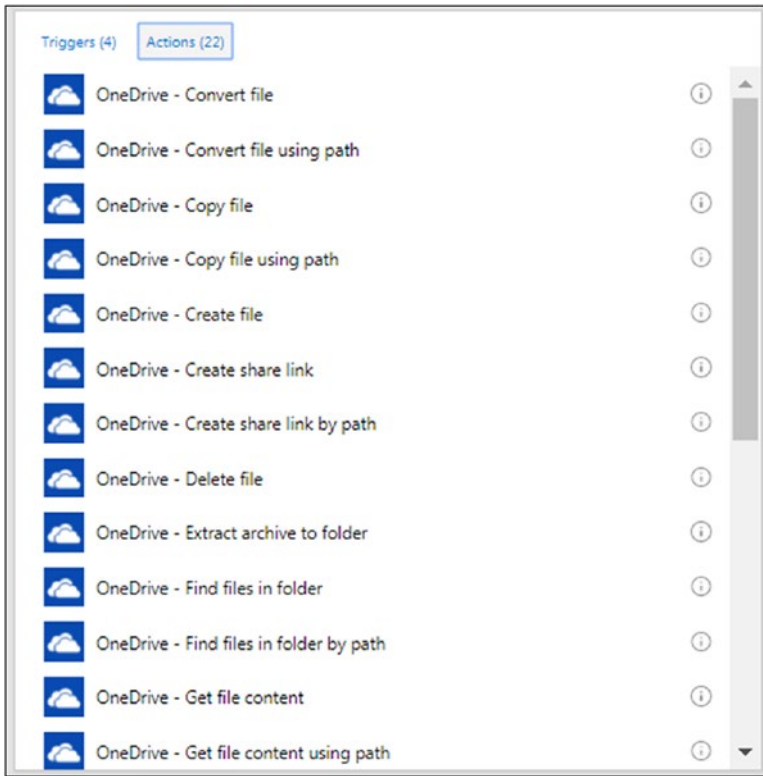 Triggers (4) Actions (22)
OneDrive - Convert file
OneDrive - Convert file using path
OneDrive - Copy file
OneDrive - Copy file using path
OneDrive - Create file
OneDrive - Create share link
OneDrive - Create share link by path
OneDrive - Delete file
OneDrive - Extract archive to folder
OneDrive - Find files in folder
OneDrive - Find files in folder by path
OneDrive - Get file content
OneDrive - Get file content using path